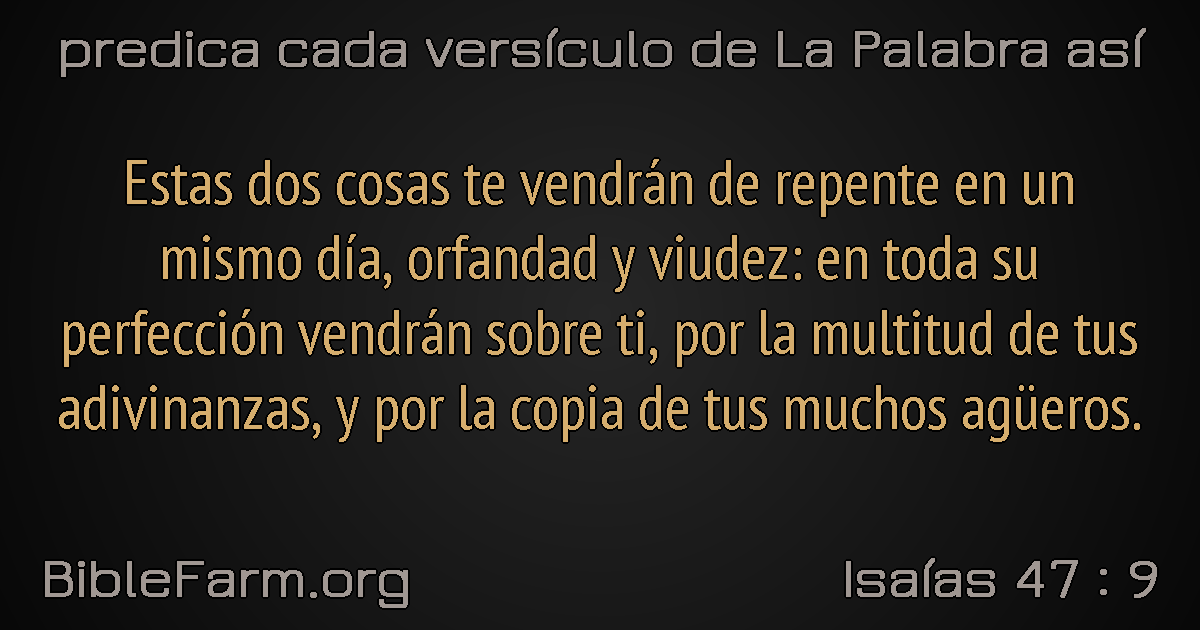 predica cada versículo de La Palabra así
Estas dos cosas te vendrán de repente en un
mismo día, orfandad y viudez: en toda su
perfección vendrán sobre ti, por la multitud de tus
adivinanzas, y por la copia de tus muchos agüeros.
BibleFarm.org
Isaías 47 : 9